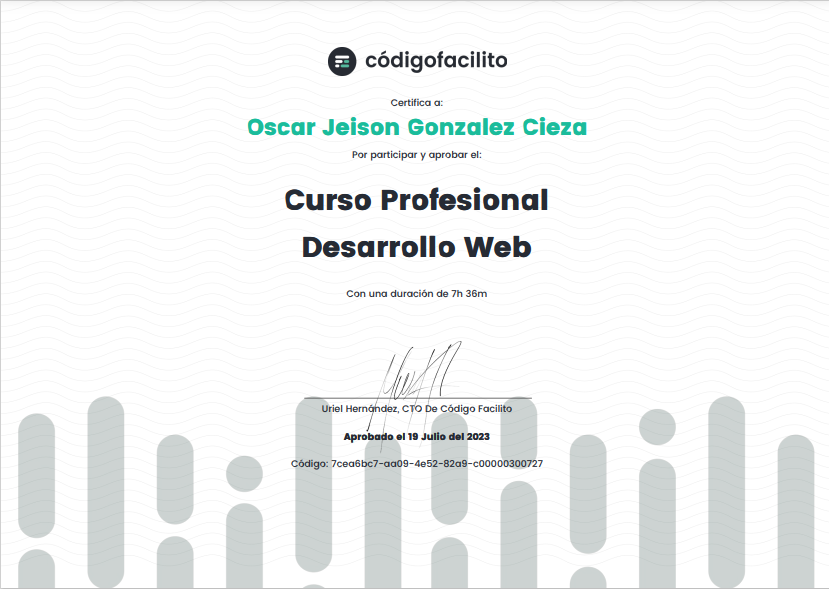 códigofacilito
Certifica a:
Oscar Jeison Gonzalez Cieza
Por participar y aprobar el:
Curso Profesional
Desarrollo Web
Con una duración de 7h 36m
Uriel Hernández, CTO De Código Facilito
Aprobado el 19 Julio del 2023
Código: 7cea6bc7-aa09-4e52-82a9-c00000300727